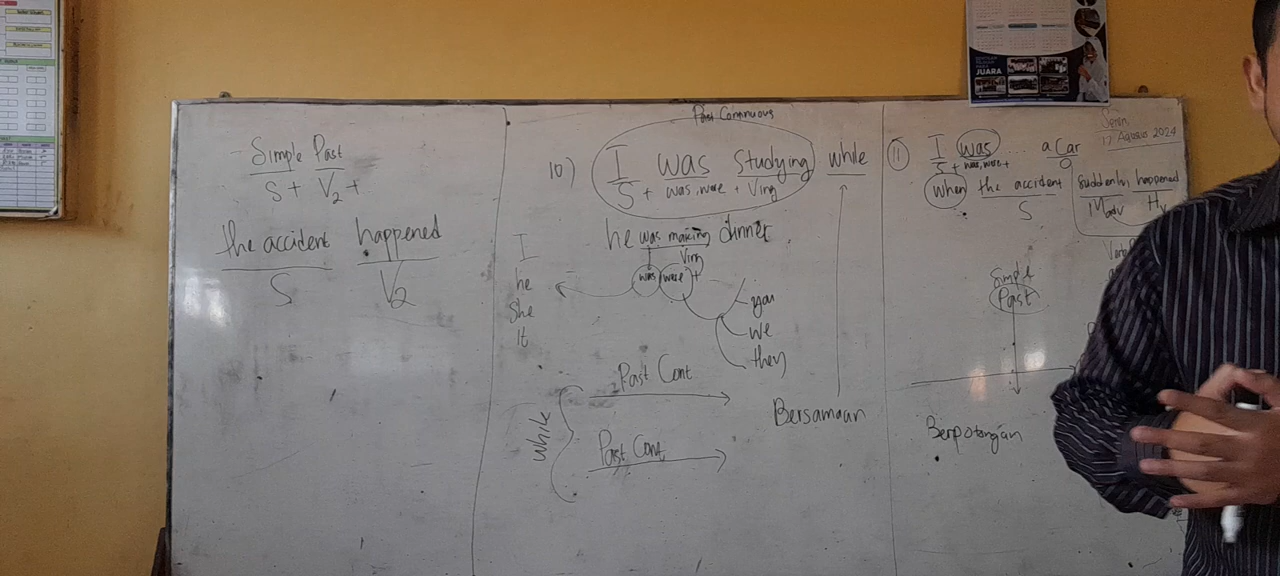 - Simple Past
S + V2 +
the accident happened
S V2
Past Continuous
10) I was studying while
S + was, were + Ving
he was making dinner
Ving
was were +
I
he
she
It
you
we
they
Past Cont
while
Past Cont
Bersamaan
Senin,
17 Agustus 2024
11 I was .... a car
S + was, were + O
when the accident suddenly happened
S Madv Hv
Simple
Past
Berpotongan
JUARA